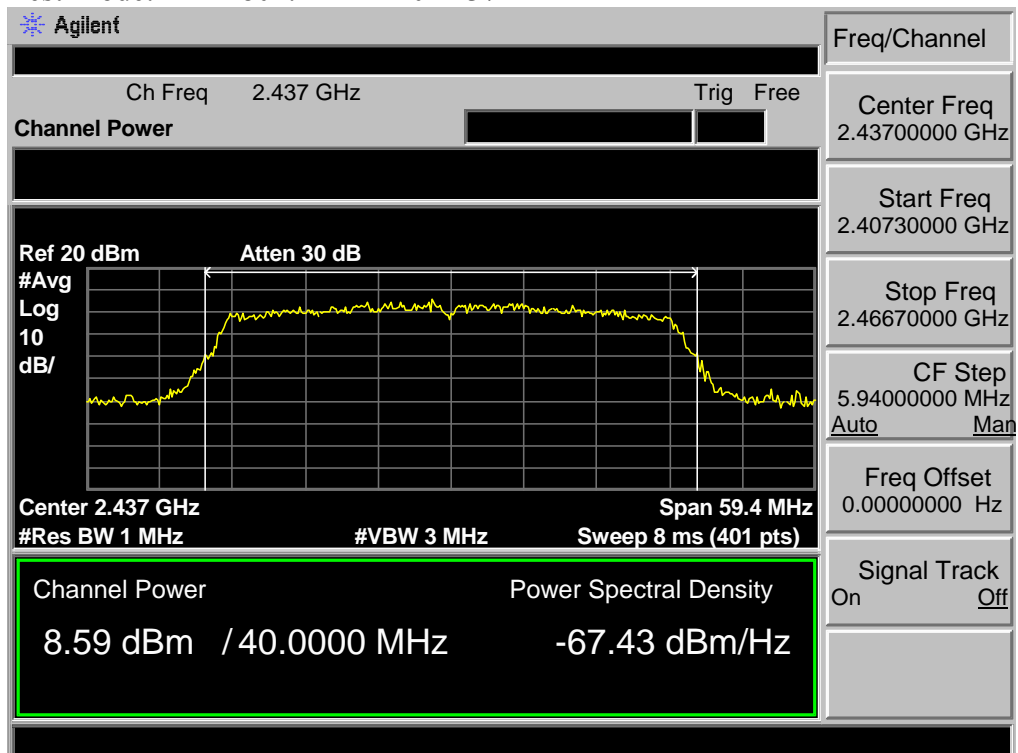 Agilent
Freq/Channel
Ch Freq 2.437 GHz Trig Free
Channel Power
Center Freq
2.43700000 GHz
Start Freq
2.40730000 GHz
Ref 20 dBm Atten 30 dB
#Avg
Log
10
dB/
Stop Freq
2.46670000 GHz
CF Step
5.94000000 MHz
Auto Man
Freq Offset
0.00000000 Hz
Center 2.437 GHz Span 59.4 MHz
#Res BW 1 MHz #VBW 3 MHz Sweep 8 ms (401 pts)
Signal Track
On Off
Channel Power Power Spectral Density
8.59 dBm / 40.0000 MHz -67.43 dBm/Hz